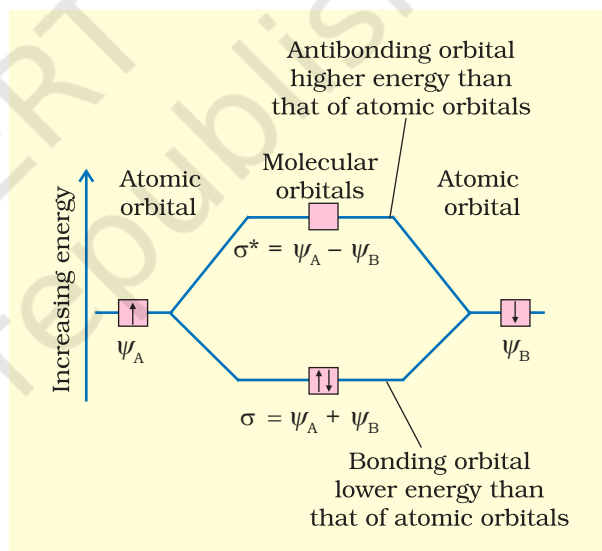 Antibonding orbital
higher energy than
that of atomic orbitals
Molecular
orbitals
Atomic
orbital
Atomic
orbital
Increasing energy
σ* = ψA − ψB
↑
↓
ψA
ψB
↑↓
σ = ψA + ψB
Bonding orbital
lower energy than
that of atomic orbitals